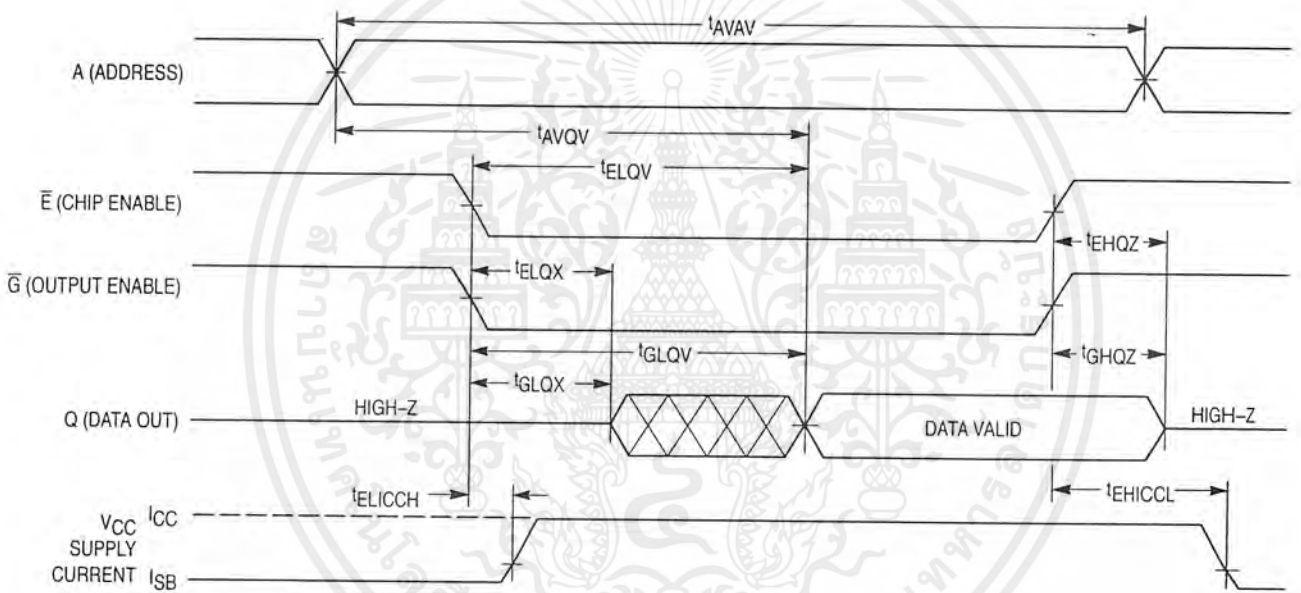 tAVAV
A (ADDRESS)
tAVQV
tELQV
E̅ (CHIP ENABLE)
tEHQZ
tELQX
G̅ (OUTPUT ENABLE)
tGLQV
tGHQZ
tGLQX
HIGH–Z
Q (DATA OUT)
DATA VALID
HIGH–Z
tELICCH
tEHICCL
VCC ICC
SUPPLY
CURRENT ISB